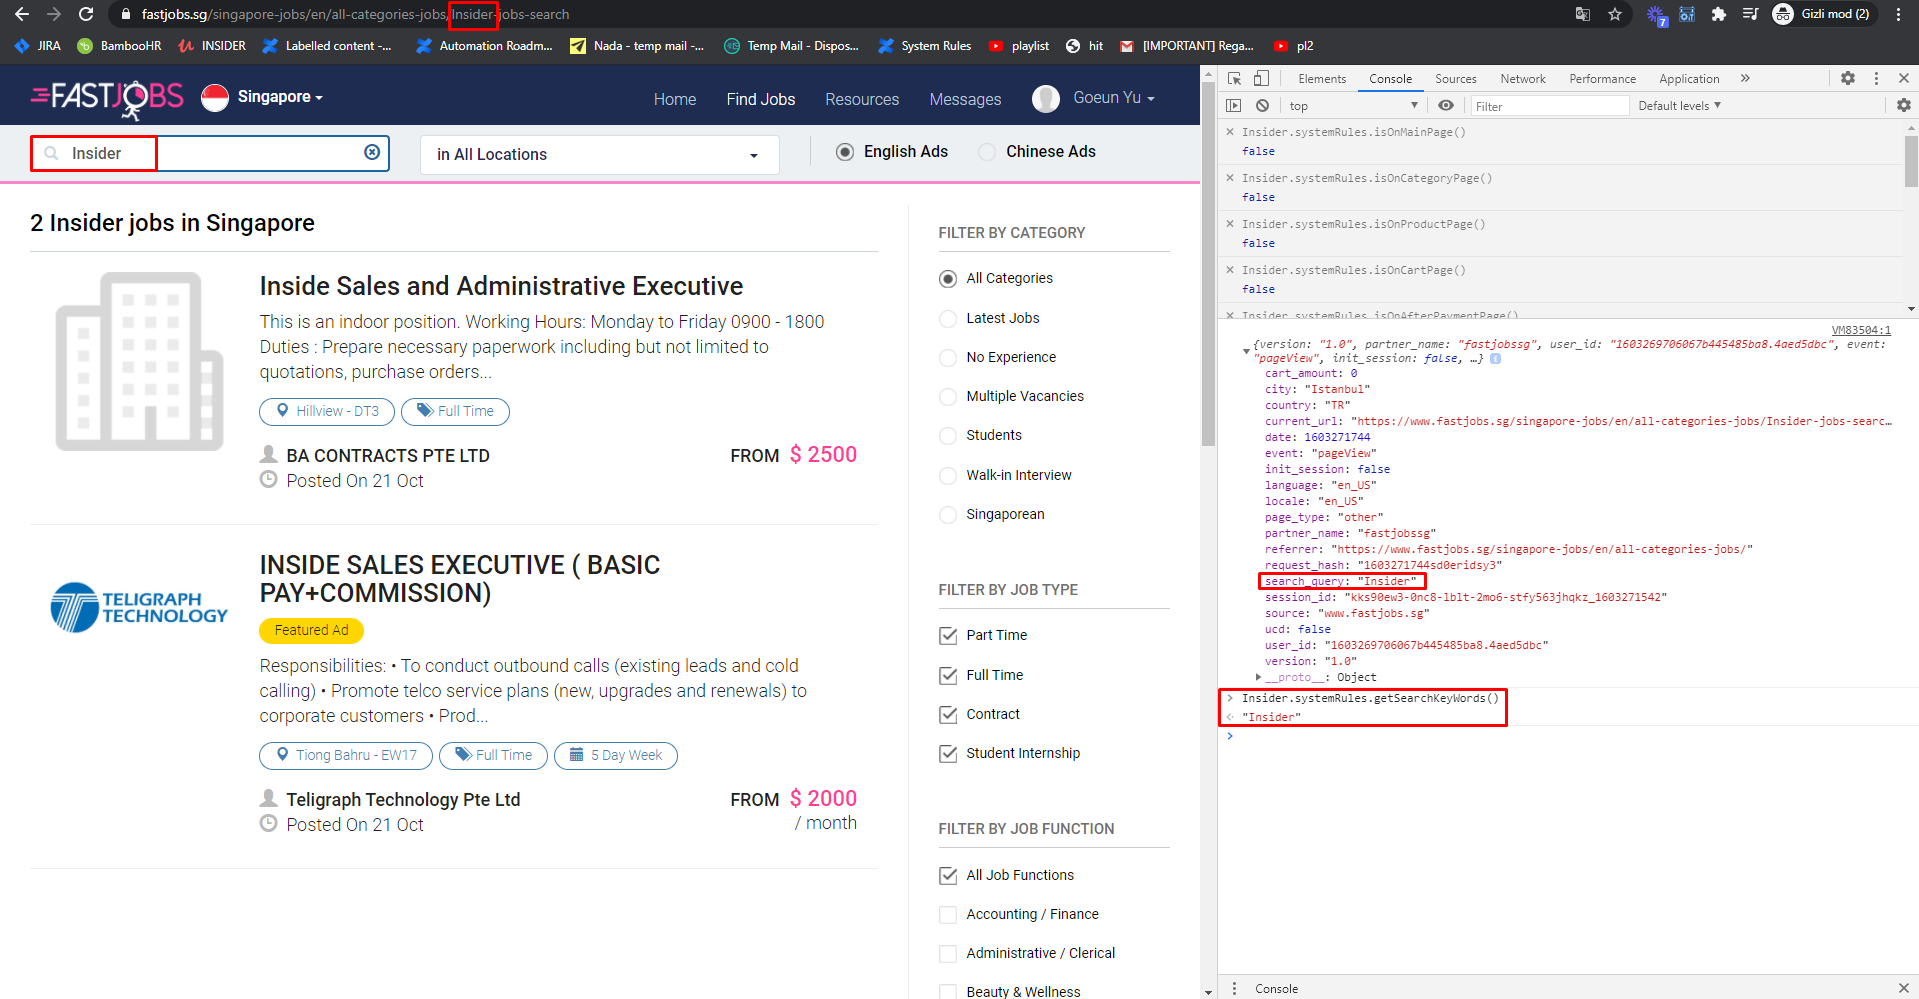 fastjobs.sg/singapore-jobs/en/all-categories-jobs/Insider-jobs-search
7
Gizli mod (2)
JIRA
BambooHR
INSIDER
Labelled content -...
Automation Roadm...
Nada - temp mail -...
Temp Mail - Dispos...
System Rules
playlist
hit
[IMPORTANT] Rega...
pl2
FASTJOBS
Singapore
Home
Find Jobs
Resources
Messages
Goeun Yu
Insider
in All Locations
English Ads
Chinese Ads
2 Insider jobs in Singapore
Inside Sales and Administrative Executive
This is an indoor position. Working Hours: Monday to Friday 0900 - 1800
Duties : Prepare necessary paperwork including but not limited to
quotations, purchase orders...
Hillview - DT3
Full Time
BA CONTRACTS PTE LTD
FROM $ 2500
Posted On 21 Oct
TELIGRAPH
TECHNOLOGY
INSIDE SALES EXECUTIVE ( BASIC
PAY+COMMISSION)
Featured Ad
Responsibilities: • To conduct outbound calls (existing leads and cold
calling) • Promote telco service plans (new, upgrades and renewals) to
corporate customers • Prod...
Tiong Bahru - EW17
Full Time
5 Day Week
Teligraph Technology Pte Ltd
FROM $ 2000
Posted On 21 Oct
/ month
FILTER BY CATEGORY
All Categories
Latest Jobs
No Experience
Multiple Vacancies
Students
Walk-in Interview
Singaporean
FILTER BY JOB TYPE
Part Time
Full Time
Contract
Student Internship
FILTER BY JOB FUNCTION
All Job Functions
Accounting / Finance
Administrative / Clerical
Beauty & Wellness
Elements
Console
Sources
Network
Performance
Application
top
Filter
Default levels
Insider.systemRules.isOnMainPage()
false
Insider.systemRules.isOnCategoryPage()
false
Insider.systemRules.isOnProductPage()
false
Insider.systemRules.isOnCartPage()
false
Insider.systemRules.isOnAfterPaymentPage()
VM83504:1
{version: "1.0", partner_name: "fastjobssg", user_id: "1603269706067b445485ba8.4aed5dbc", event:
"pageView", init_session: false, …}
cart_amount: 0
city: "Istanbul"
country: "TR"
current_url: "https://www.fastjobs.sg/singapore-jobs/en/all-categories-jobs/Insider-jobs-searc…
date: 1603271744
event: "pageView"
init_session: false
language: "en_US"
locale: "en_US"
page_type: "other"
partner_name: "fastjobssg"
referrer: "https://www.fastjobs.sg/singapore-jobs/en/all-categories-jobs/"
request_hash: "1603271744sd0eridsy3"
search_query: "Insider"
session_id: "kks90ew3-0nc8-lblt-2mo6-stfy563jhqkz_1603271542"
source: "www.fastjobs.sg"
ucd: false
user_id: "1603269706067b445485ba8.4aed5dbc"
version: "1.0"
__proto__: Object
Insider.systemRules.getSearchKeyWords()
"Insider"
Console